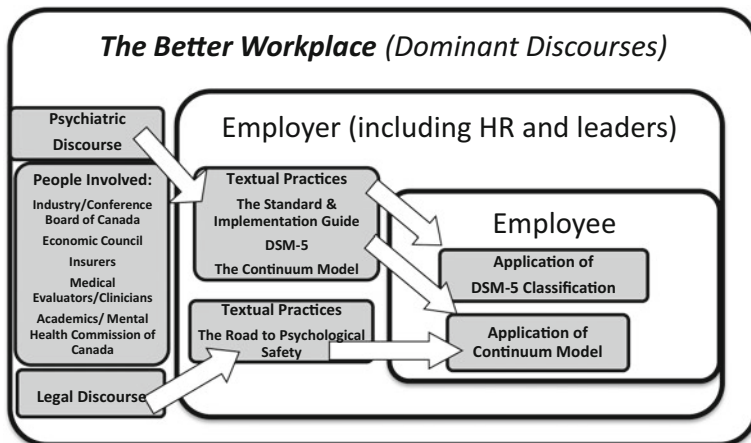 The Better Workplace (Dominant Discourses)
Psychiatric
Discourse
People Involved:
Industry/Conference
Board of Canada
Economic Council
Insurers
Medical
Evaluators/Clinicians
Academics/ Mental
Health Commission of
Canada
Legal Discourse
Employer (including HR and leaders)
Textual Practices
The Standard &
Implementation Guide
DSM-5
The Continuum Model
Textual Practices
The Road to Psychological
Safety
Employee
Application of
DSM-5 Classification
Application of
Continuum Model